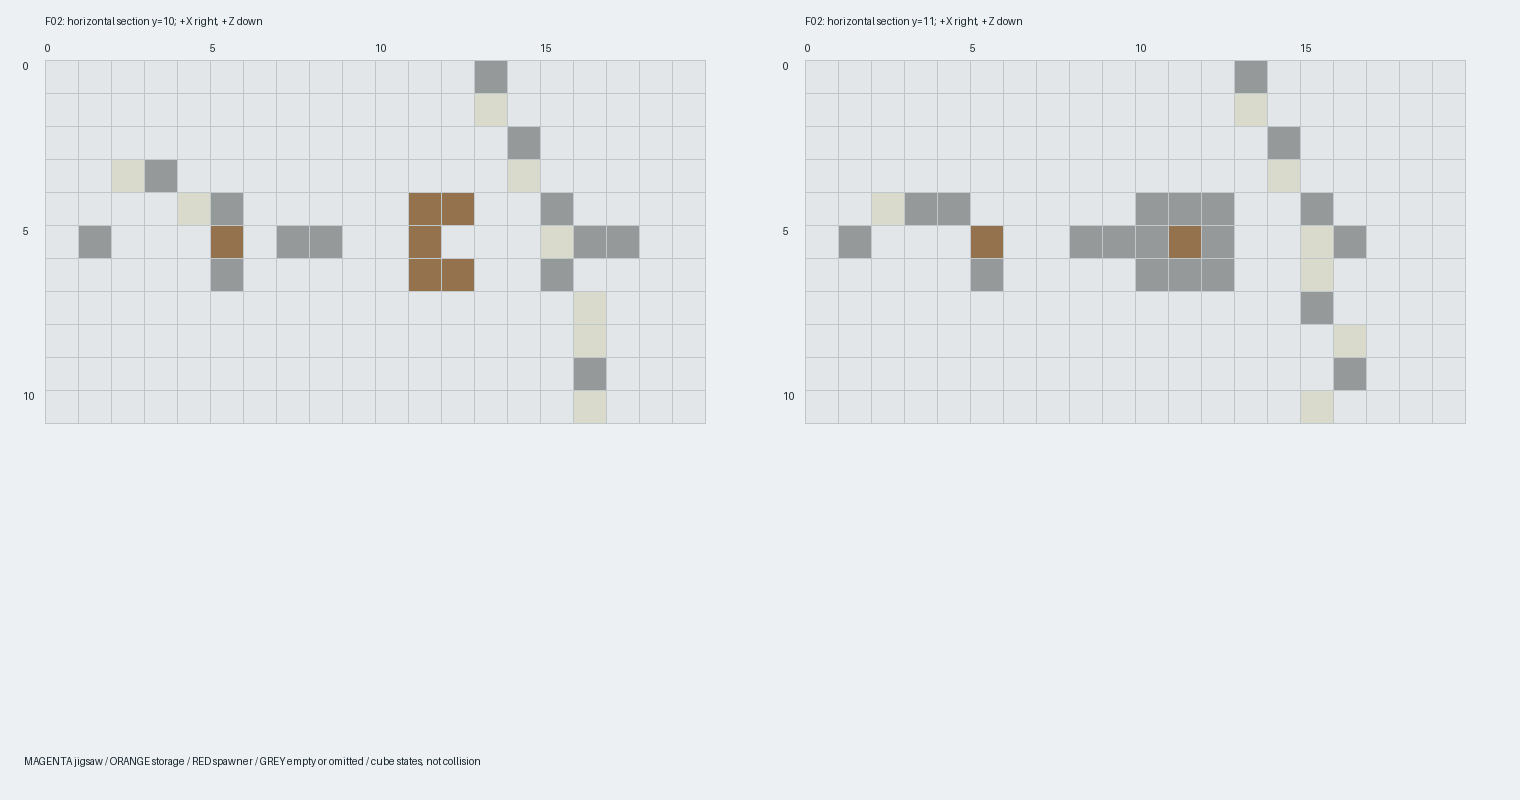 F02: horizontal section y=10; +X right, +Z down
F02: horizontal section y=11; +X right, +Z down
0 5 10 15
0 5 10 15
0 0
5 5
10 10
MAGENTA jigsaw / ORANGE storage / RED spawner / GREY empty or omitted / cube states, not collision